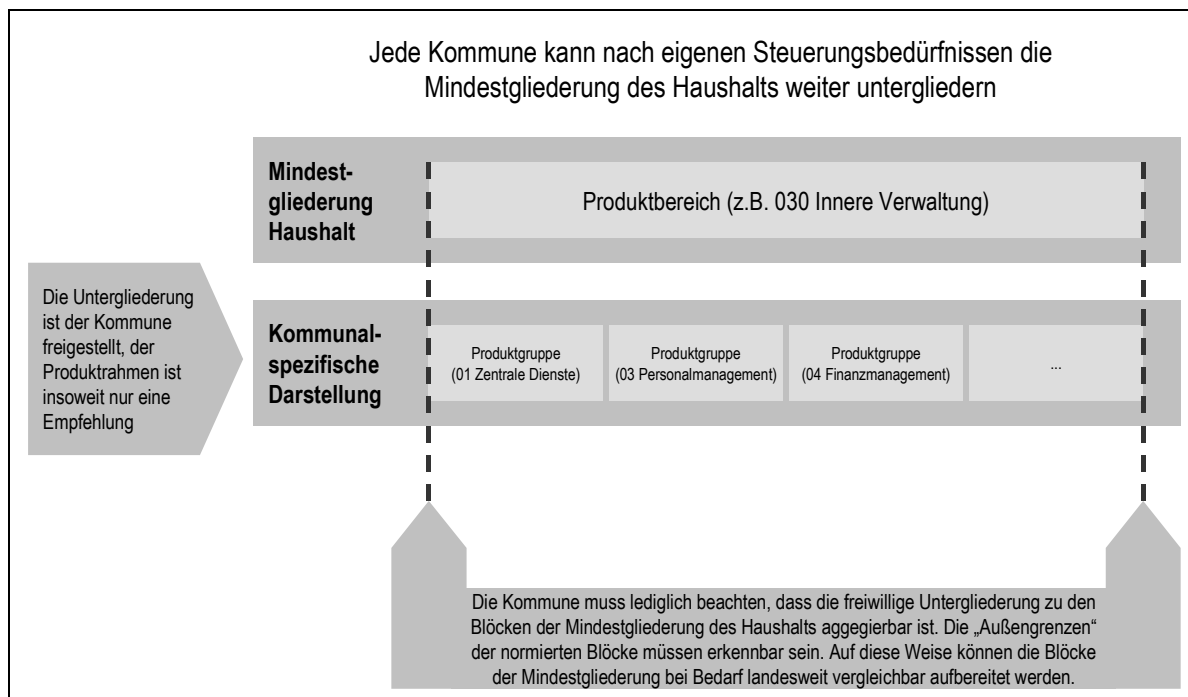 Jede Kommune kann nach eigenen Steuerungsbedürfnissen die
Mindestgliederung des Haushalts weiter untergliedern
Mindest-
gliederung
Haushalt
Produktbereich (z.B. 030 Innere Verwaltung)
Die Untergliederung
ist der Kommune
freigestellt, der
Produktrahmen ist
insoweit nur eine
Empfehlung
Kommunal-
spezifische
Darstellung
Produktgruppe
(01 Zentrale Dienste)
Produktgruppe
(03 Personalmanagement)
Produktgruppe
(04 Finanzmanagement)
...
Die Kommune muss lediglich beachten, dass die freiwillige Untergliederung zu den
Blöcken der Mindestgliederung des Haushalts aggegierbar ist. Die „Außengrenzen“
der normierten Blöcke müssen erkennbar sein. Auf diese Weise können die Blöcke
der Mindestgliederung bei Bedarf landesweit vergleichbar aufbereitet werden.